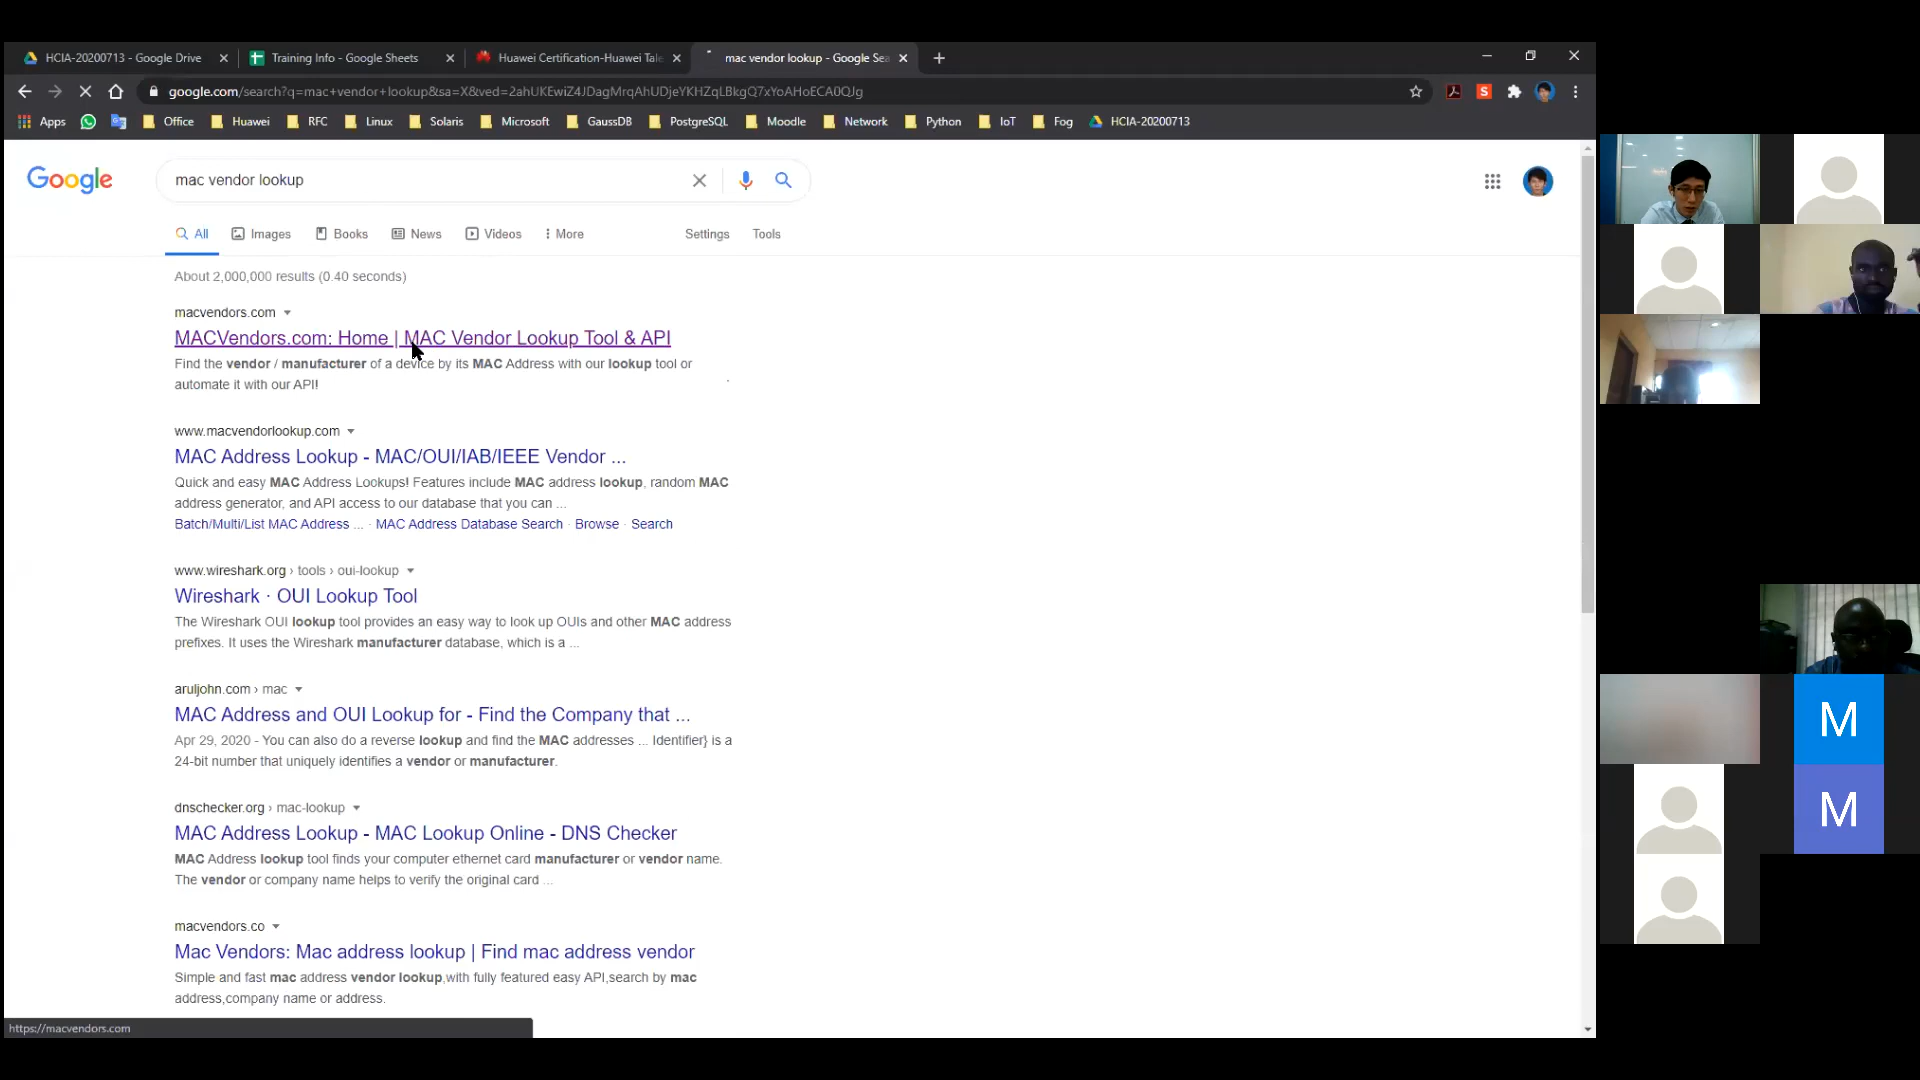 HCIA-20200713 - Google Drive
Training Info - Google Sheets
Huawei Certification-Huawei Tale
mac vendor lookup - Google Sea
google.com/search?q=mac+vendor+lookup&sa=X&ved=2ahUKEwiZ4JDagMrqAhUDjeYKHZqLBkgQ7xYoAHoECA0QJg
Apps
Office
Huawei
RFC
Linux
Solaris
Microsoft
GaussDB
PostgreSQL
Moodle
Network
Python
IoT
Fog
HCIA-20200713
Google
mac vendor lookup
All
Images
Books
News
Videos
More
Settings
Tools
About 2,000,000 results (0.40 seconds)
macvendors.com
MACVendors.com: Home | MAC Vendor Lookup Tool & API
Find the vendor / manufacturer of a device by its MAC Address with our lookup tool or
automate it with our API!
www.macvendorlookup.com
MAC Address Lookup - MAC/OUI/IAB/IEEE Vendor ...
Quick and easy MAC Address Lookups! Features include MAC address lookup, random MAC
address generator, and API access to our database that you can ...
Batch/Multi/List MAC Address ... · MAC Address Database Search · Browse · Search
www.wireshark.org › tools › oui-lookup
Wireshark · OUI Lookup Tool
The Wireshark OUI lookup tool provides an easy way to look up OUIs and other MAC address
prefixes. It uses the Wireshark manufacturer database, which is a ...
aruljohn.com › mac
MAC Address and OUI Lookup for - Find the Company that ...
Apr 29, 2020 - You can also do a reverse lookup and find the MAC addresses ... Identifier} is a
24-bit number that uniquely identifies a vendor or manufacturer.
dnschecker.org › mac-lookup
MAC Address Lookup - MAC Lookup Online - DNS Checker
MAC Address lookup tool finds your computer ethernet card manufacturer or vendor name.
The vendor or company name helps to verify the original card ...
macvendors.co
Mac Vendors: Mac address lookup | Find mac address vendor
Simple and fast mac address vendor lookup,with fully featured easy API,search by mac
address,company name or address.
https://macvendors.com
M
M